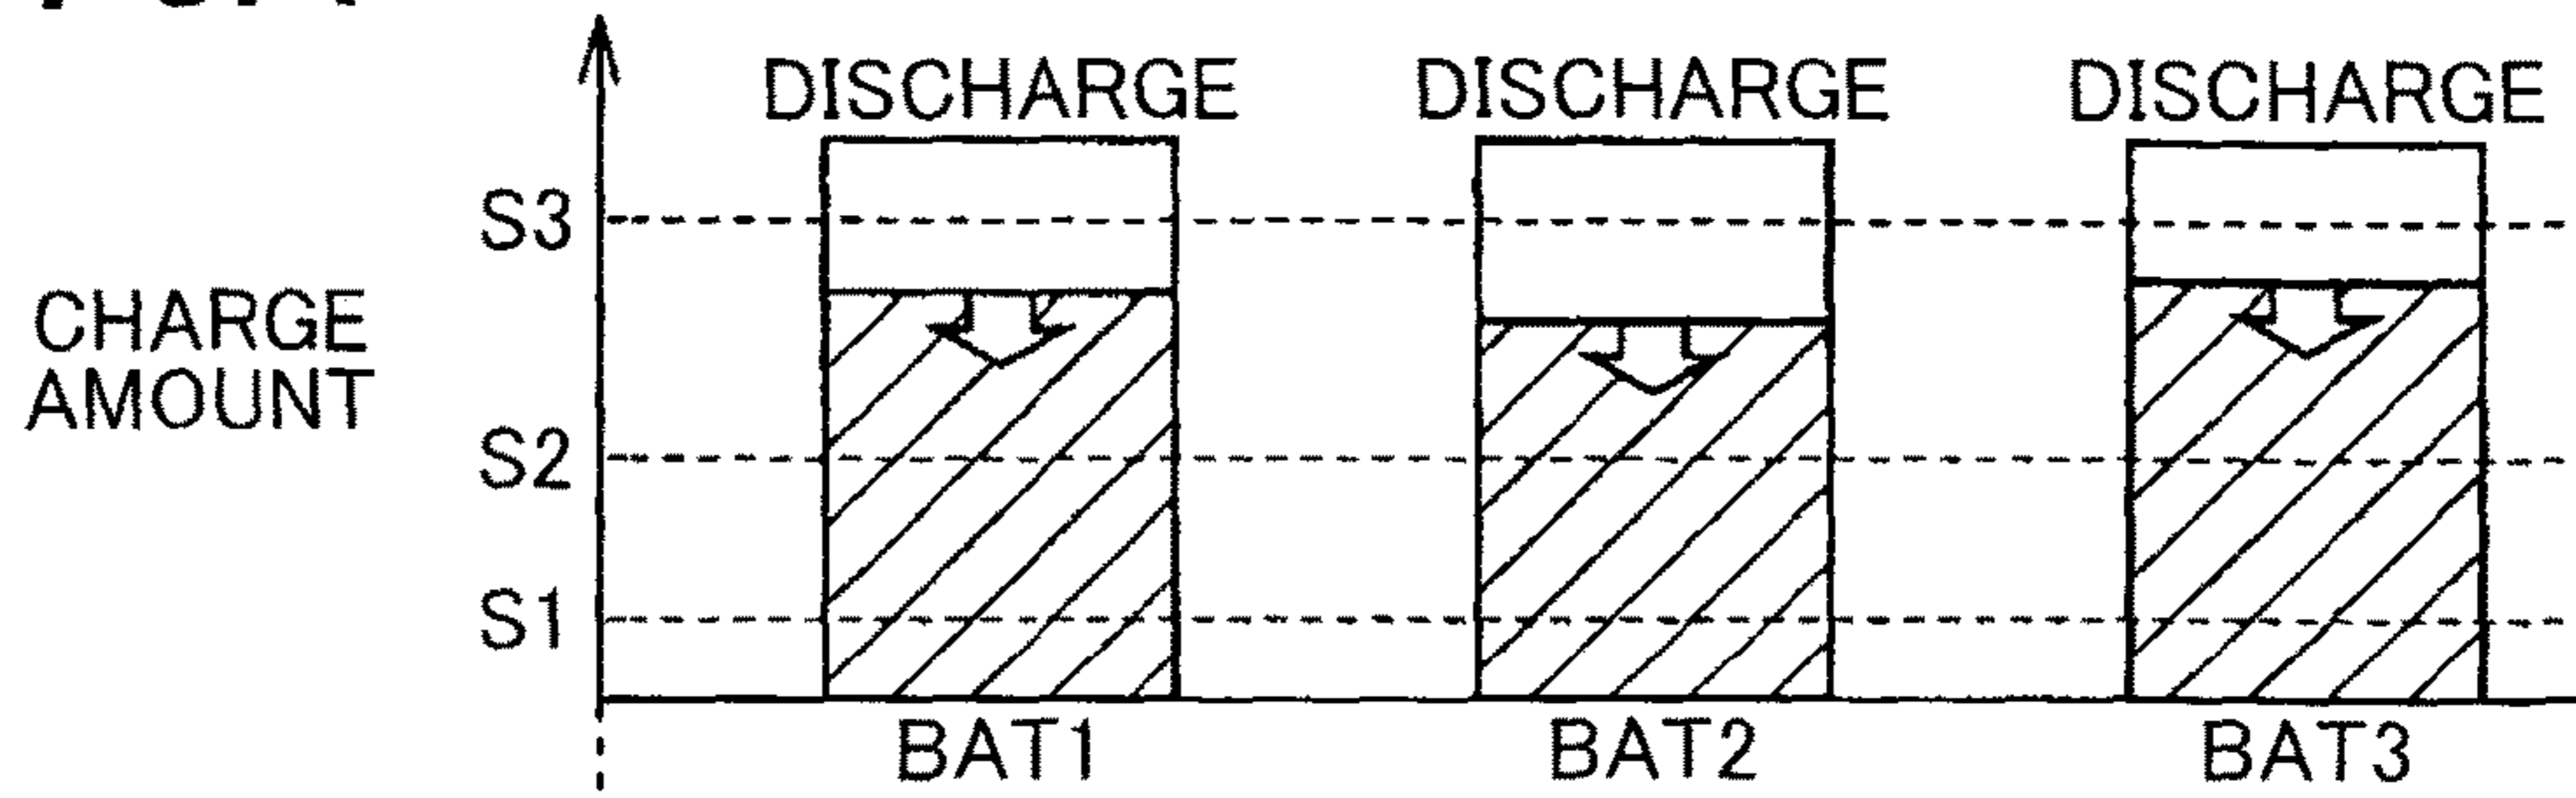 DISCHARGE DISCHARGE DISCHARGE
S3
CHARGE
AMOUNT
S2
S1
BAT1 BAT2 BAT3